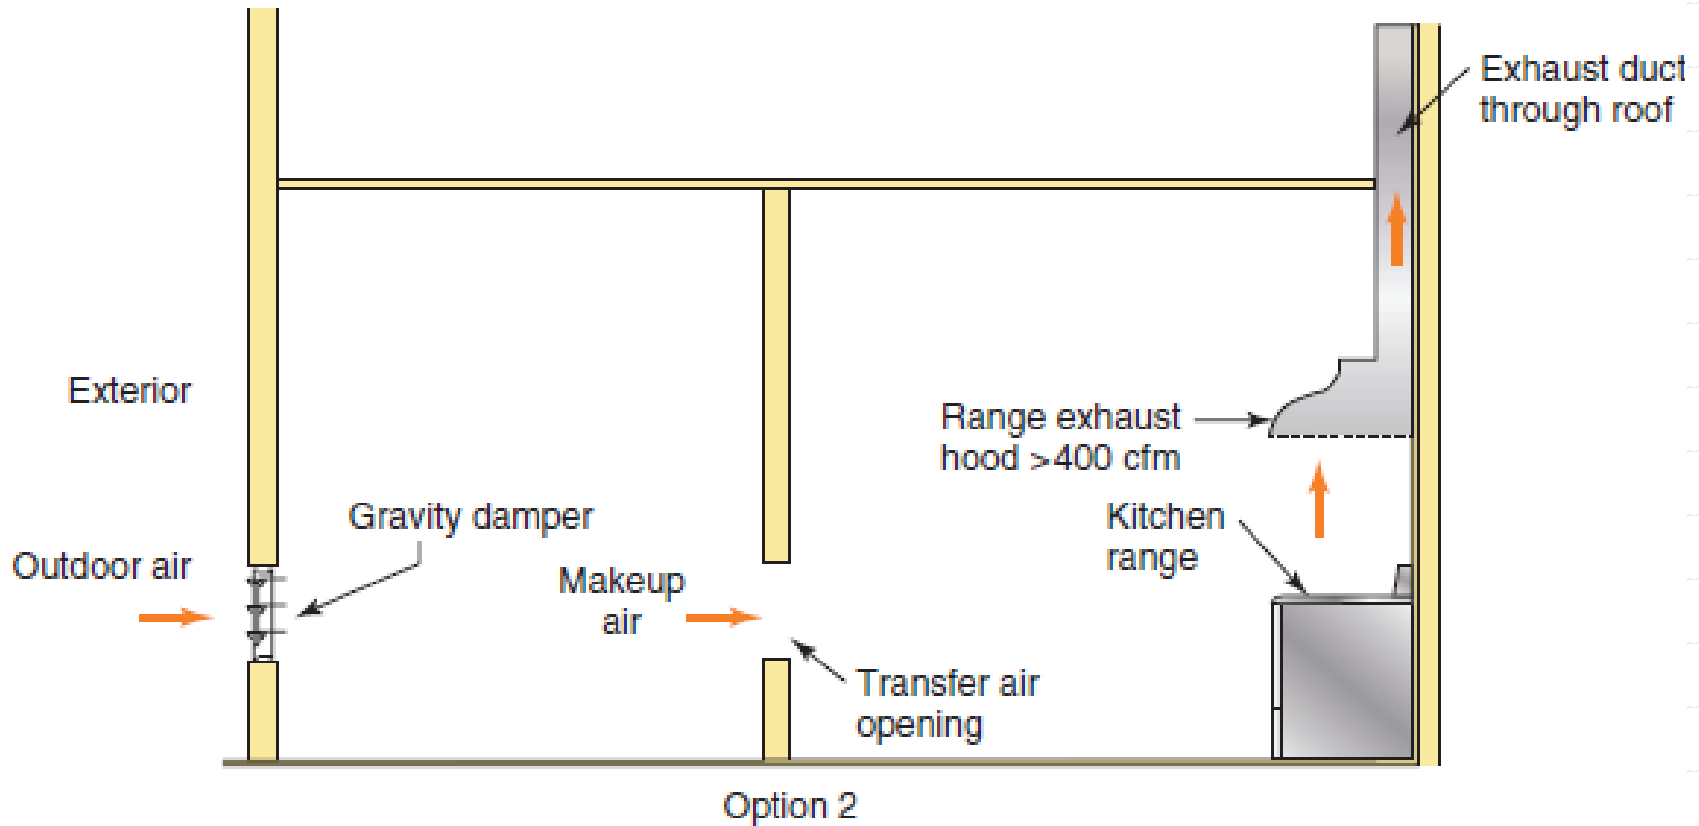 Exhaust duct
through roof
Exterior
Range exhaust
hood >400 cfm
Gravity damper
Kitchen
range
Outdoor air
Makeup
air
Transfer air
opening
Option 2